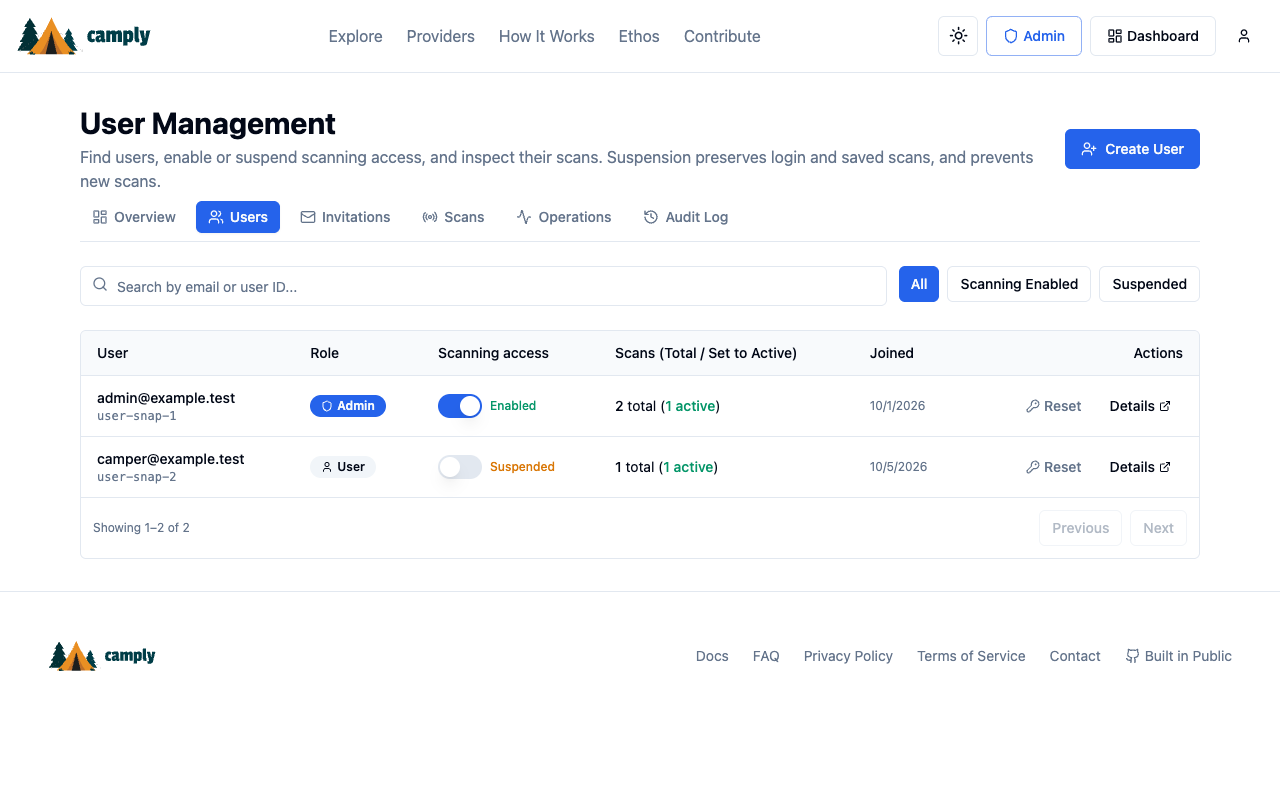 camply
Explore Providers How It Works Ethos Contribute
Admin Dashboard
User Management
Find users, enable or suspend scanning access, and inspect their scans. Suspension preserves login and saved scans, and prevents
new scans.
Create User
Overview Users Invitations Scans Operations Audit Log
Search by email or user ID...
All Scanning Enabled Suspended
User Role Scanning access Scans (Total / Set to Active) Joined Actions
admin@example.test
user-snap-1
Admin Enabled 2 total (1 active) 10/1/2026 Reset Details
camper@example.test
user-snap-2
User Suspended 1 total (1 active) 10/5/2026 Reset Details
Showing 1–2 of 2
Previous Next
camply
Docs FAQ Privacy Policy Terms of Service Contact Built in Public